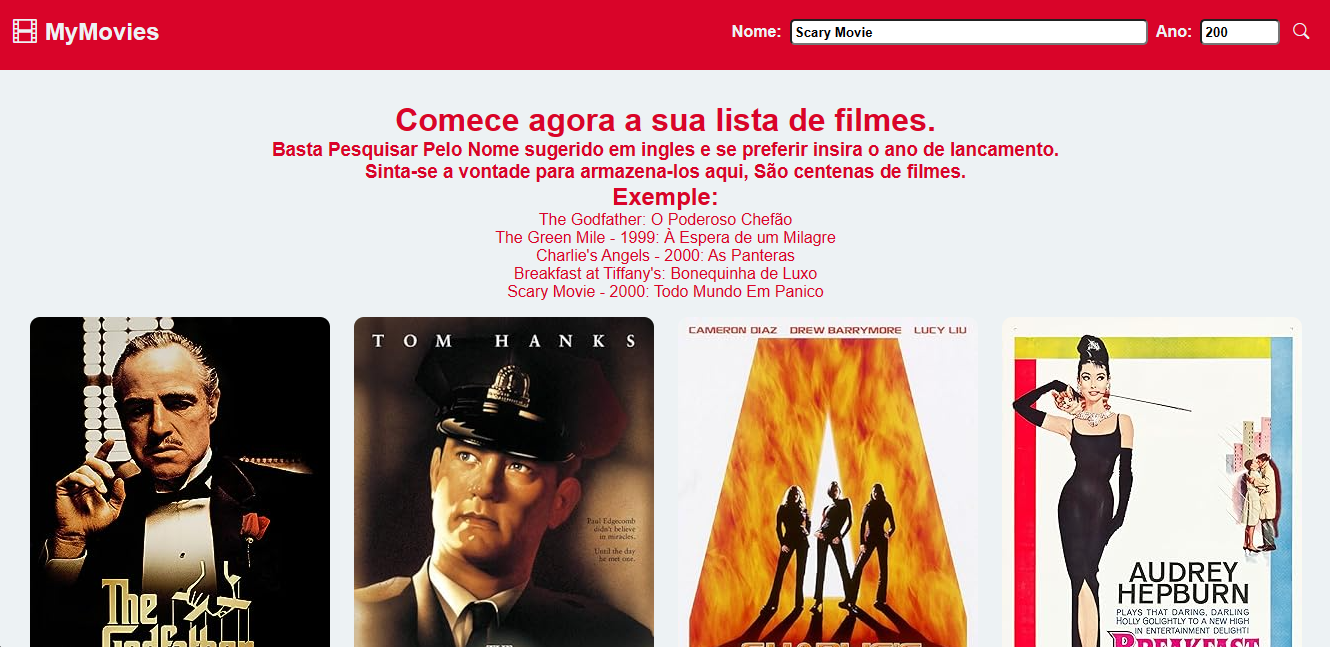 MyMovies
Nome: Scary Movie Ano: 200
Comece agora a sua lista de filmes.
Basta Pesquisar Pelo Nome sugerido em ingles e se preferir insira o ano de lancamento.
Sinta-se a vontade para armazena-los aqui, São centenas de filmes.
Exemple:
The Godfather: O Poderoso Chefão
The Green Mile - 1999: À Espera de um Milagre
Charlie's Angels - 2000: As Panteras
Breakfast at Tiffany's: Bonequinha de Luxo
Scary Movie - 2000: Todo Mundo Em Panico
The
Godfather
TOM HANKS
Paul Edgecomb
didn't believe
in miracles.
Until the day
he met one.
THE
CAMERON DIAZ DREW BARRYMORE LUCY LIU
CHARLIE'S
AUDREY
HEPBURN
PLAYS THAT DARING, DARLING
HOLLY GOLIGHTLY TO A NEW HIGH
IN ENTERTAINMENT DELIGHT!
BREAKFAST